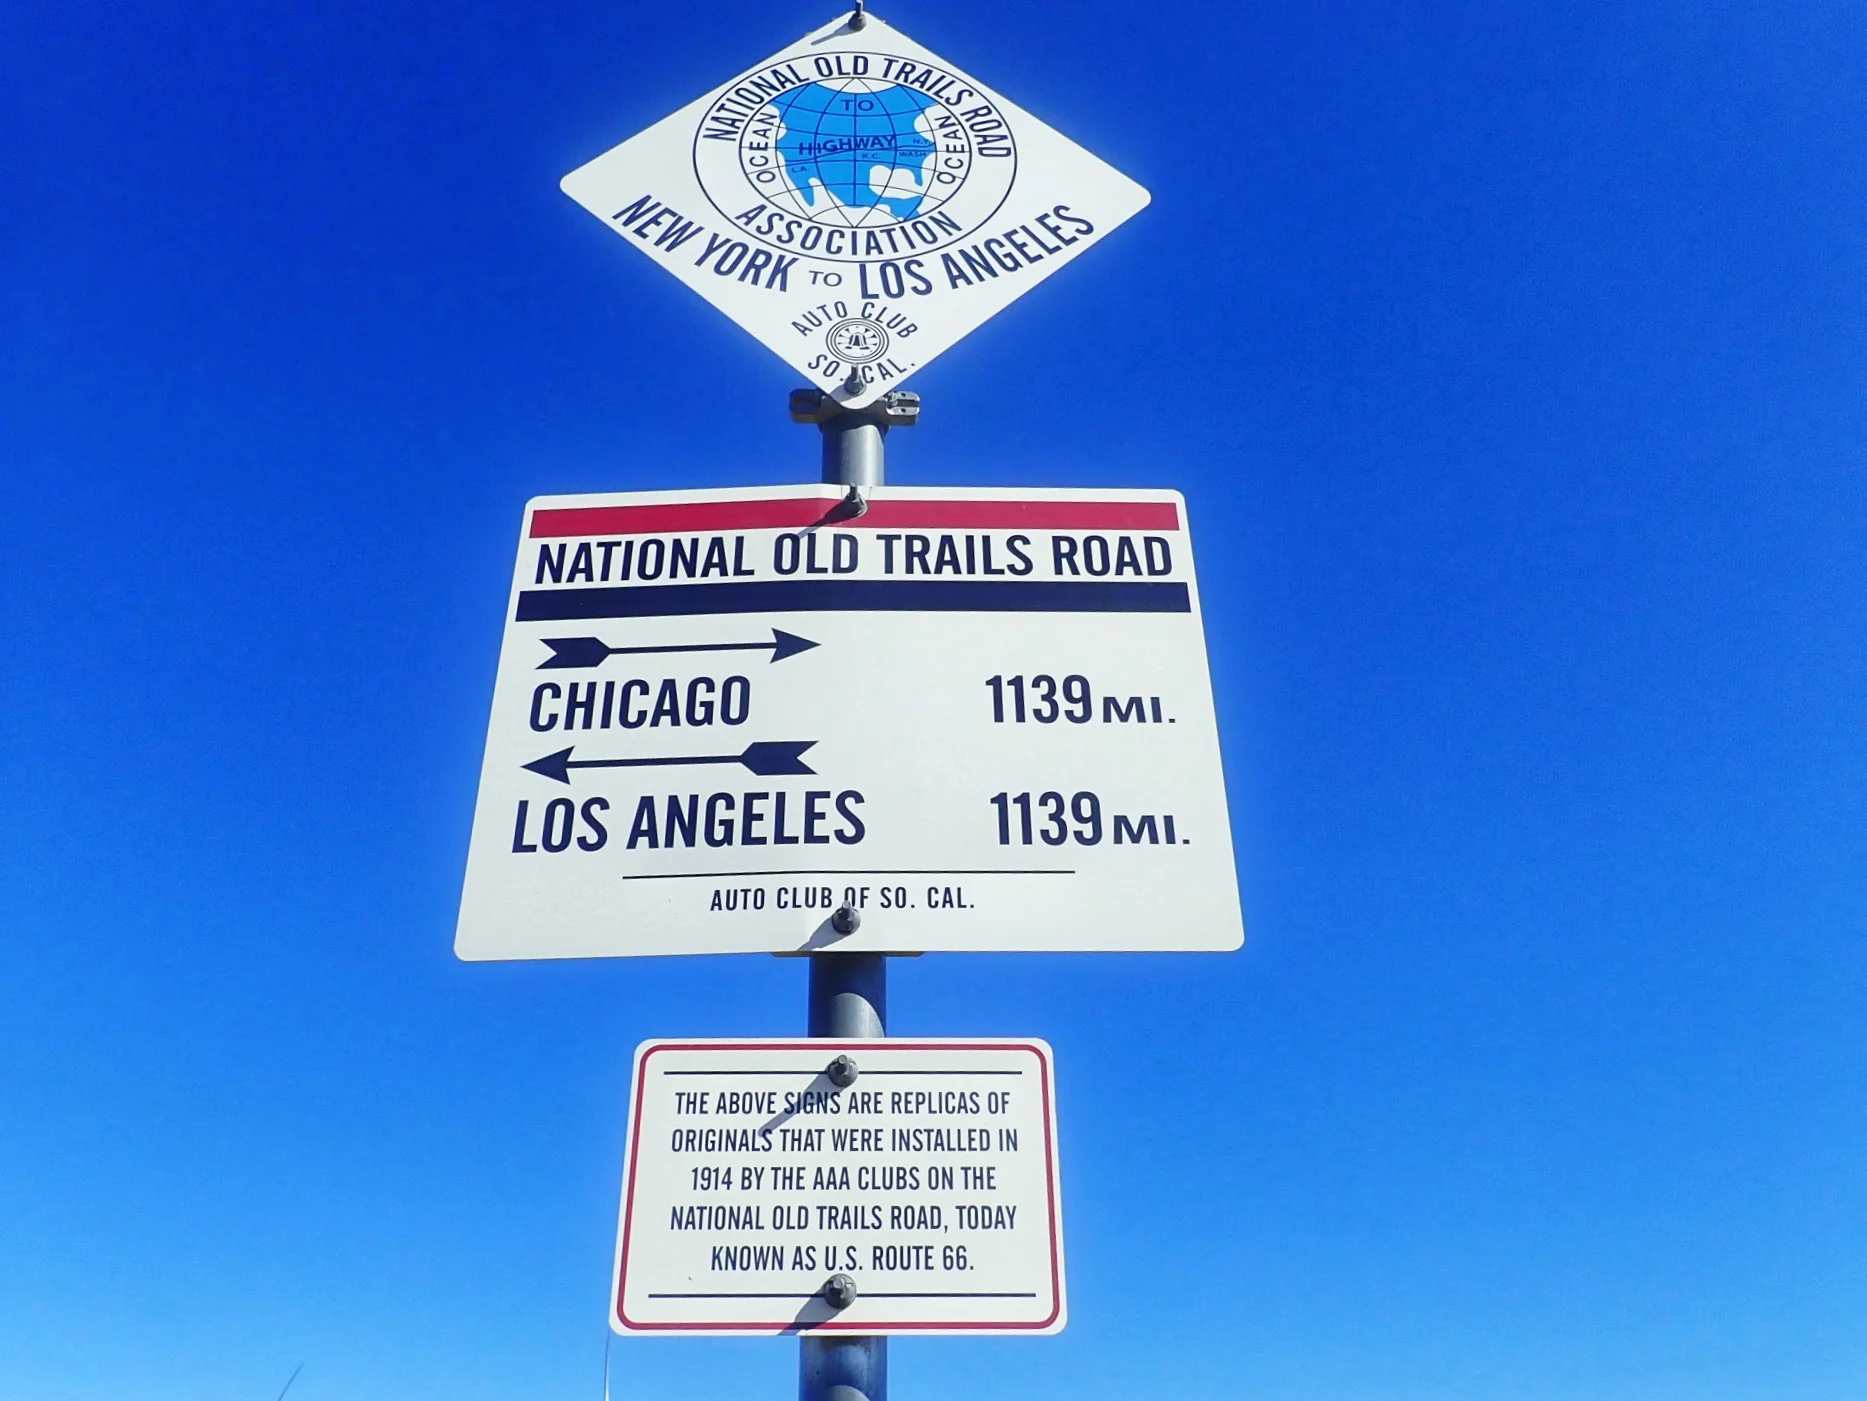 NATIONAL OLD TRAILS ROAD
TO
OCEAN HIGHWAY OCEAN
N.Y.
L.A. K.C. WASH.
ASSOCIATION
NEW YORK TO LOS ANGELES
AUTO CLUB
SO. CAL.
NATIONAL OLD TRAILS ROAD
CHICAGO 1139 MI.
LOS ANGELES 1139 MI.
AUTO CLUB OF SO. CAL.
THE ABOVE SIGNS ARE REPLICAS OF
ORIGINALS THAT WERE INSTALLED IN
1914 BY THE AAA CLUBS ON THE
NATIONAL OLD TRAILS ROAD, TODAY
KNOWN AS U.S. ROUTE 66.